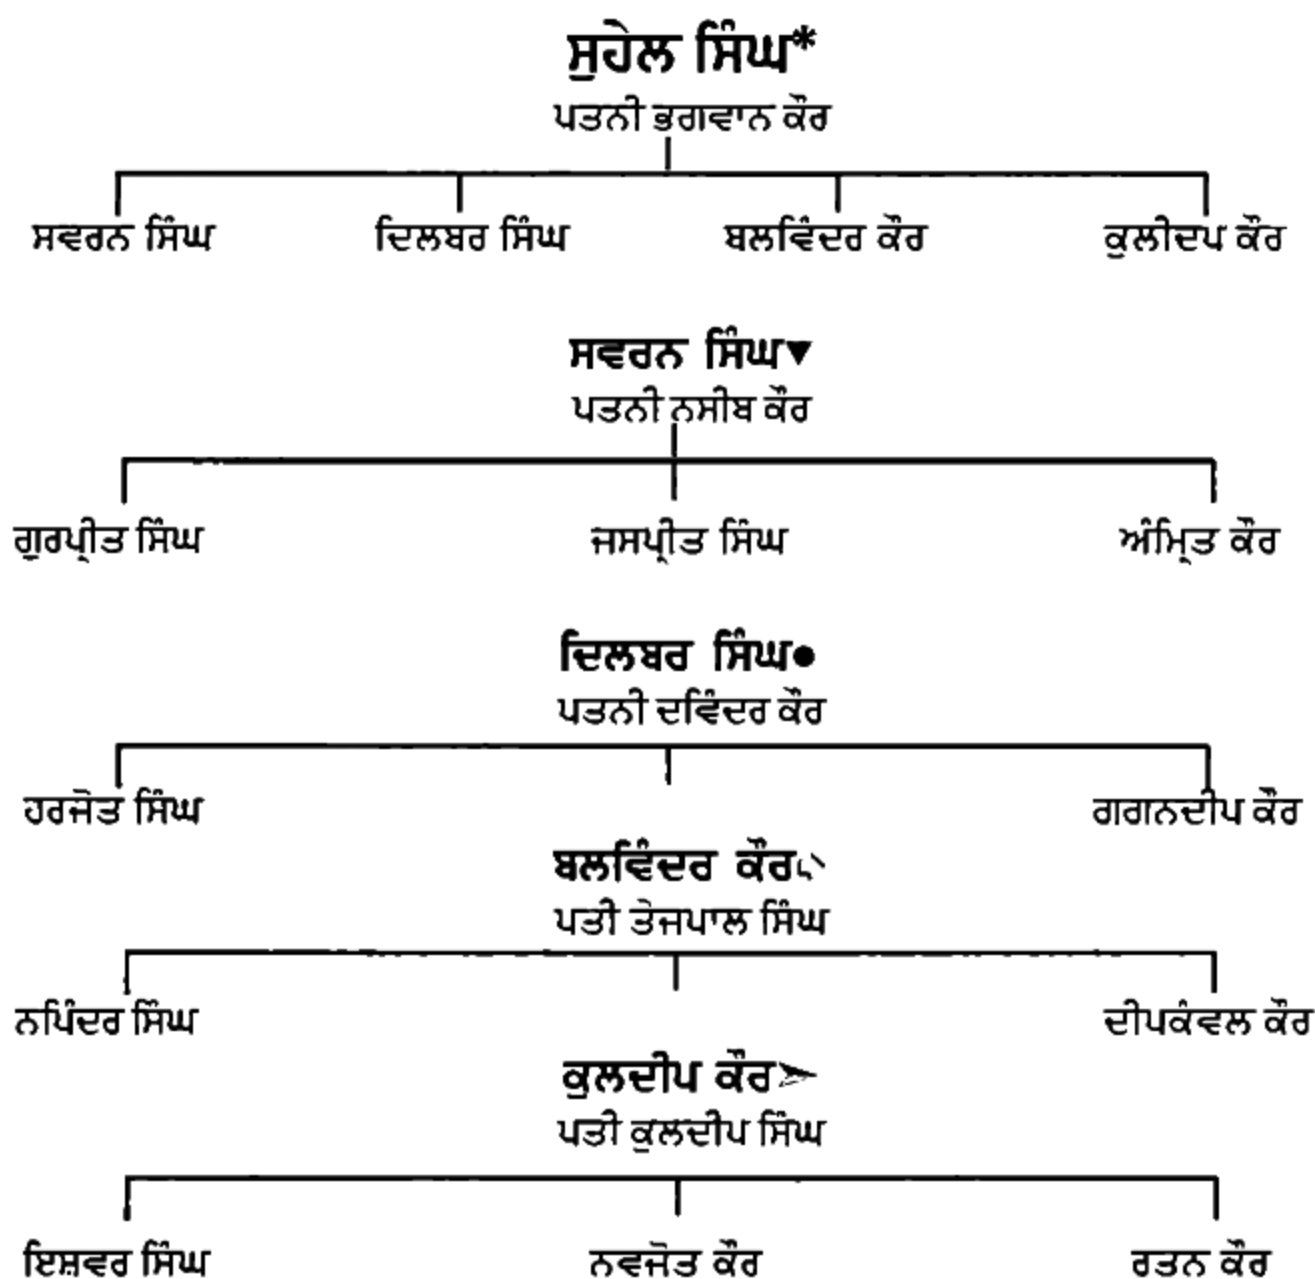 ਸੁਹੇਲ ਸਿੰਘ*
ਪਤਨੀ ਭਗਵਾਨ ਕੌਰ
ਸਵਰਨ ਸਿੰਘ ਦਿਲਬਰ ਸਿੰਘ ਬਲਵਿੰਦਰ ਕੌਰ ਕੁਲੀਦਪ ਕੌਰ
ਸਵਰਨ ਸਿੰਘ▼
ਪਤਨੀ ਨਸੀਬ ਕੌਰ
ਗੁਰਪ੍ਰੀਤ ਸਿੰਘ ਜਸਪ੍ਰੀਤ ਸਿੰਘ ਅੰਮ੍ਰਿਤ ਕੌਰ
ਦਿਲਬਰ ਸਿੰਘ●
ਪਤਨੀ ਦਵਿੰਦਰ ਕੌਰ
ਹਰਜੋਤ ਸਿੰਘ ਗਗਨਦੀਪ ਕੌਰ
ਬਲਵਿੰਦਰ ਕੌਰ
ਪਤੀ ਤੇਜਪਾਲ ਸਿੰਘ
ਨਪਿੰਦਰ ਸਿੰਘ ਦੀਪਕੰਵਲ ਕੌਰ
ਕੁਲਦੀਪ ਕੌਰ➢
ਪਤੀ ਕੁਲਦੀਪ ਸਿੰਘ
ਇਸ਼ਵਰ ਸਿੰਘ ਨਵਜੋਤ ਕੌਰ ਰਤਨ ਕੌਰ